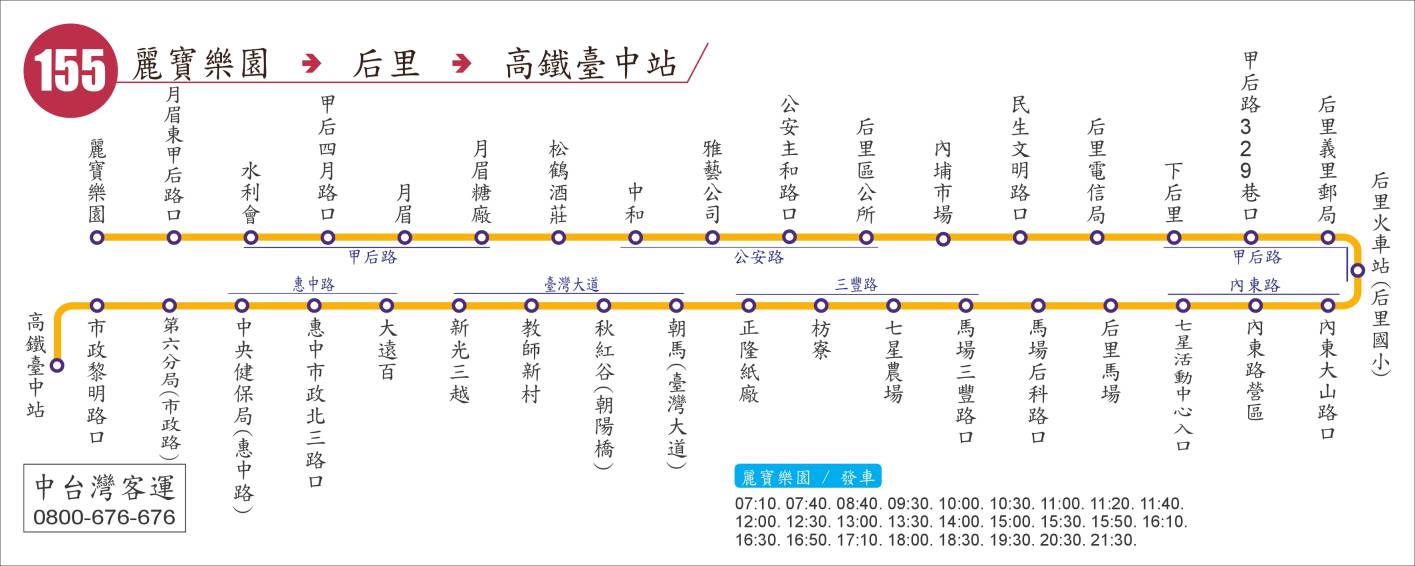 155
麗寶樂園 → 后里 → 高鐵臺中站
麗寶樂園
月眉東甲后路口
水利會
甲后四月路口
月眉
月眉糖廠
松鶴酒莊
中和
雅藝公司
公安主和路口
后里區公所
內埔市場
民生文明路口
后里電信局
下后里
甲后路329巷口
后里義里郵局
后里火車站(后里國小)
甲后路
公安路
甲后路
惠中路
臺灣大道
三豐路
內東路
內東大山路口
內東路營區
七星活動中心入口
后里馬場
馬場后科路口
馬場三豐路口
七星農場
枋寮
正隆紙廠
朝馬(臺灣大道)
秋紅谷(朝陽橋)
教師新村
新光三越
大遠百
惠中市政北三路口
中央健保局(惠中路)
第六分局(市政路)
市政黎明路口
高鐵臺中站
中台灣客運
0800-676-676
麗寶樂園 / 發車
07:10. 07:40. 08:40. 09:30. 10:00. 10:30. 11:00. 11:20. 11:40.
12:00. 12:30. 13:00. 13:30. 14:00. 15:00. 15:30. 15:50. 16:10.
16:30. 16:50. 17:10. 18:00. 18:30. 19:30. 20:30. 21:30.